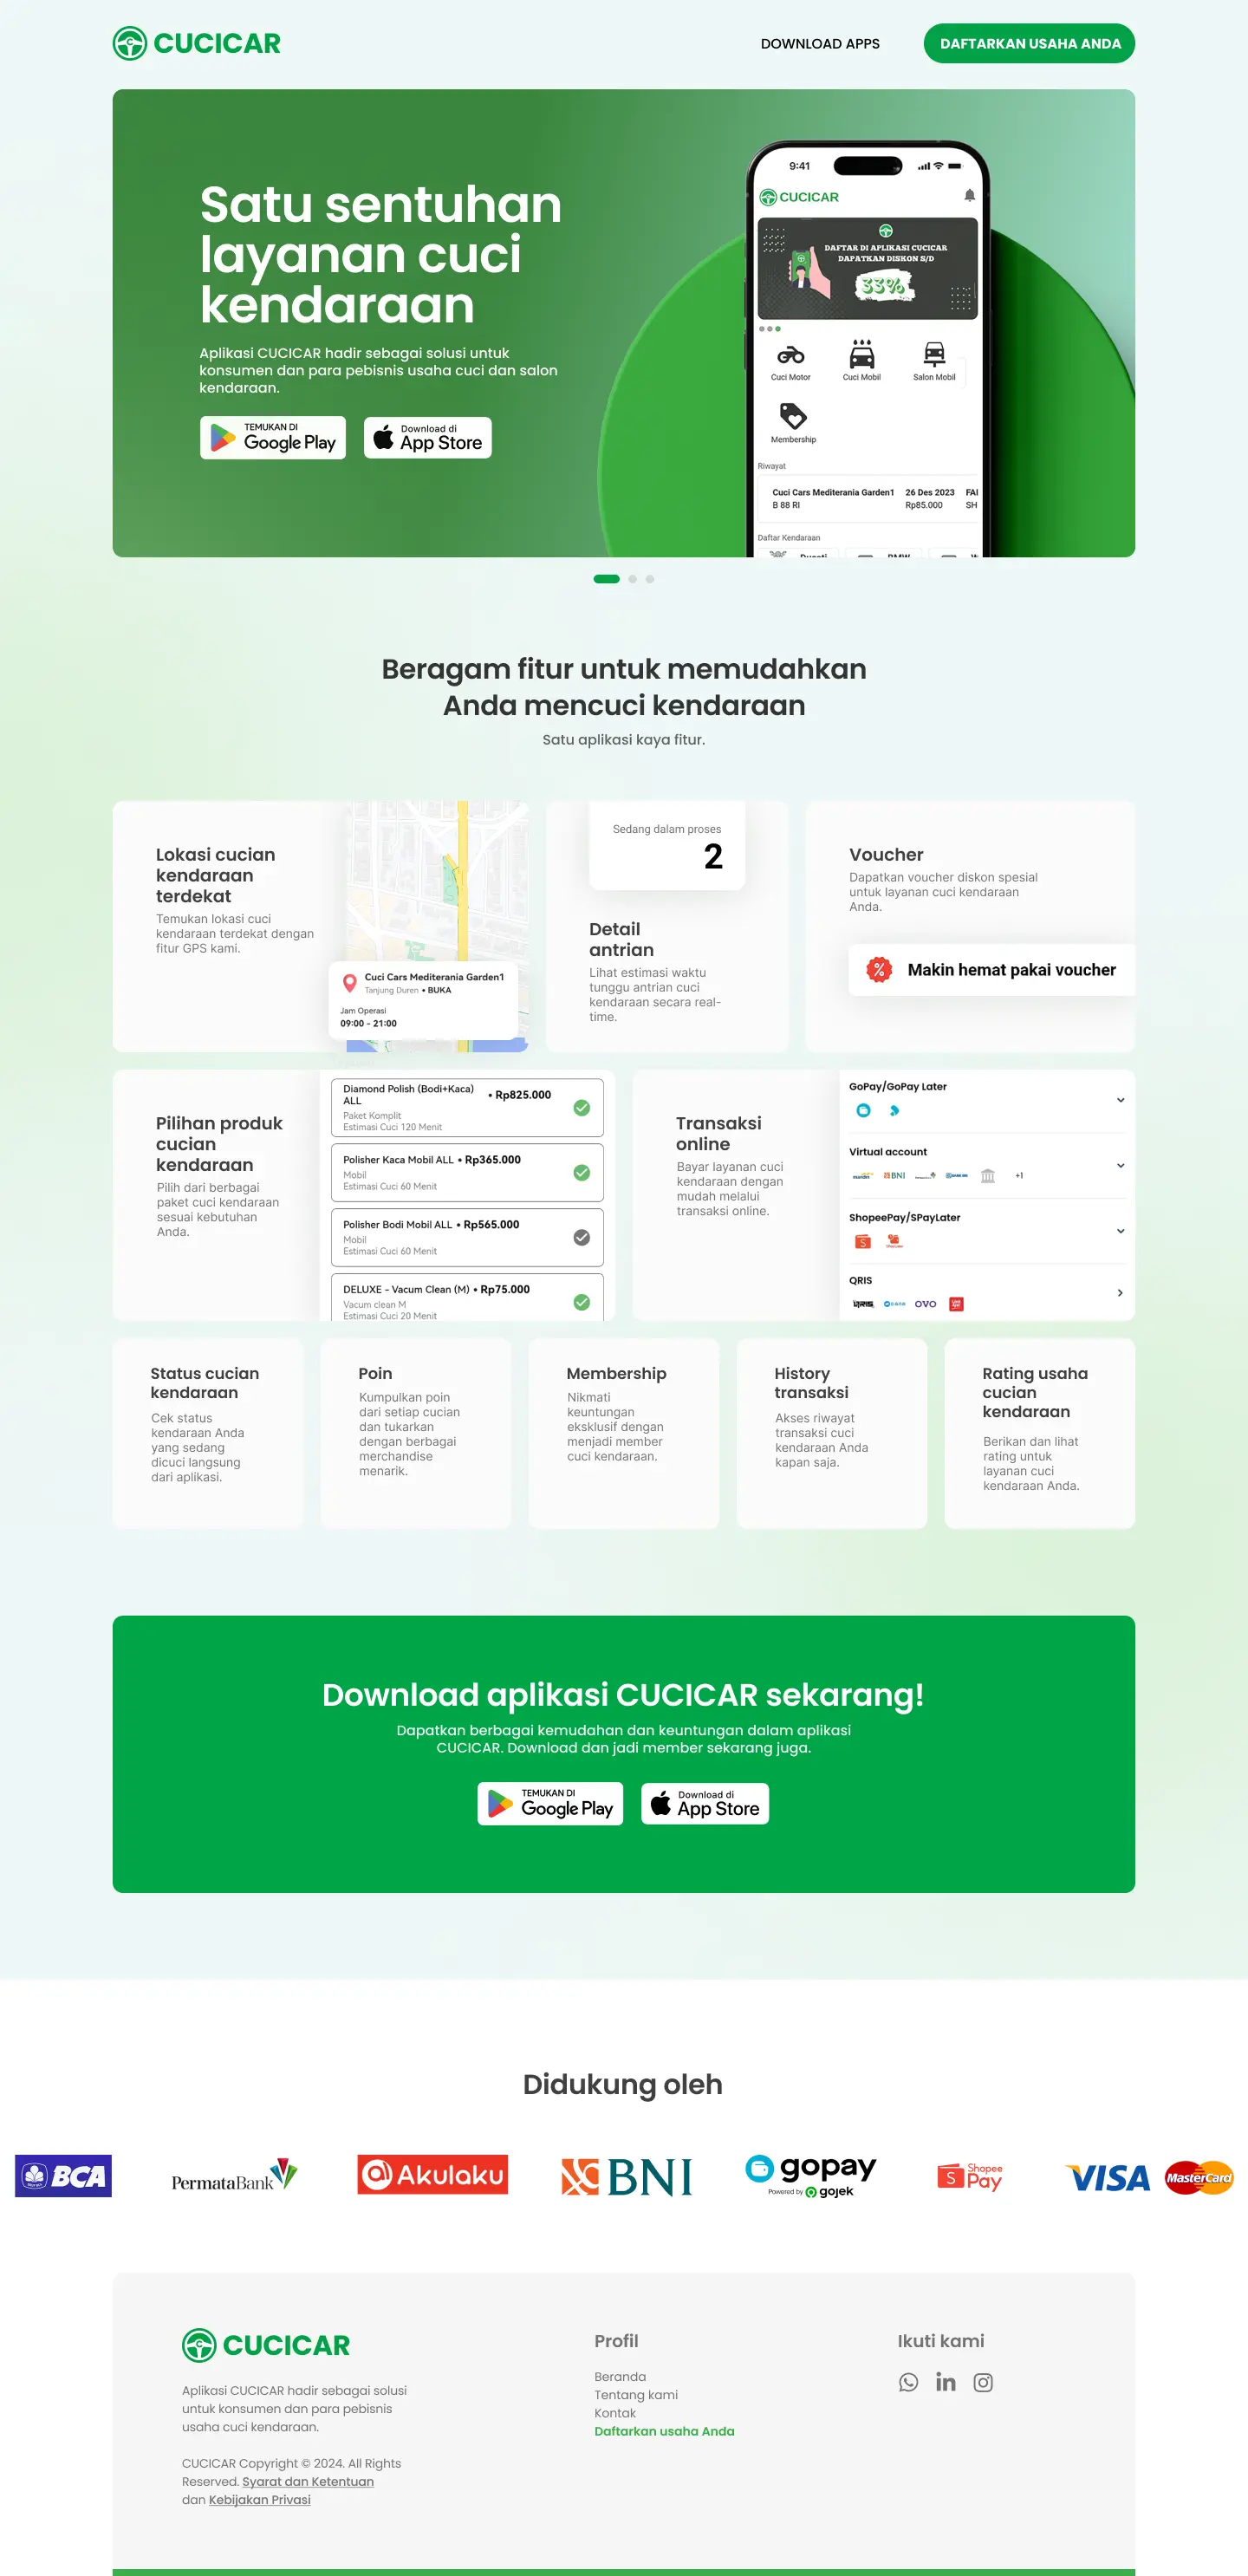 CUCICAR
DOWNLOAD APPS
DAFTARKAN USAHA ANDA
Satu sentuhan
layanan cuci
kendaraan
Aplikasi CUCICAR hadir sebagai solusi untuk
konsumen dan para pebisnis usaha cuci dan salon
kendaraan.
TEMUKAN DI
Google Play
Download di
App Store
9:41
CUCICAR
DAFTAR DI APLIKASI CUCICAR
DAPATKAN DISKON S/D
33%
Cuci Motor
Cuci Mobil
Salon Mobil
Membership
Riwayat
Cuci Cars Mediterania Garden1 26 Des 2023 FAI
B 88 RI Rp85.000 SH
Daftar Kendaraan
Beragam fitur untuk memudahkan
Anda mencuci kendaraan
Satu aplikasi kaya fitur.
Lokasi cucian
kendaraan
terdekat
Temukan lokasi cuci
kendaraan terdekat dengan
fitur GPS kami.
Cuci Cars Mediterania Garden1
Tanjung Duren • BUKA
Jam Operasi
09:00 - 21:00
Sedang dalam proses
2
Detail
antrian
Lihat estimasi waktu
tunggu antrian cuci
kendaraan secara real-
time.
Voucher
Dapatkan voucher diskon spesial
untuk layanan cuci kendaraan
Anda.
Makin hemat pakai voucher
Pilihan produk
cucian
kendaraan
Pilih dari berbagai
paket cuci kendaraan
sesuai kebutuhan
Anda.
Diamond Polish (Bodi+Kaca)
ALL
• Rp825.000
Paket Komplit
Estimasi Cuci 120 Menit
Polisher Kaca Mobil ALL • Rp365.000
Mobil
Estimasi Cuci 60 Menit
Polisher Bodi Mobil ALL • Rp565.000
Mobil
Estimasi Cuci 60 Menit
DELUXE - Vacum Clean (M) • Rp75.000
Vacum clean M
Estimasi Cuci 20 Menit
Transaksi
online
Bayar layanan cuci
kendaraan dengan
mudah melalui
transaksi online.
GoPay/GoPay Later
Virtual account
BNI
+1
ShopeePay/SPayLater
QRIS
OVO
Status cucian
kendaraan
Cek status
kendaraan Anda
yang sedang
dicuci langsung
dari aplikasi.
Poin
Kumpulkan poin
dari setiap cucian
dan tukarkan
dengan berbagai
merchandise
menarik.
Membership
Nikmati
keuntungan
eksklusif dengan
menjadi member
cuci kendaraan.
History
transaksi
Akses riwayat
transaksi cuci
kendaraan Anda
kapan saja.
Rating usaha
cucian
kendaraan
Berikan dan lihat
rating untuk
layanan cuci
kendaraan Anda.
Download aplikasi CUCICAR sekarang!
Dapatkan berbagai kemudahan dan keuntungan dalam aplikasi
CUCICAR. Download dan jadi member sekarang juga.
TEMUKAN DI
Google Play
Download di
App Store
Didukung oleh
BCA
PermataBank
Akulaku
BNI
gopay
Powered by gojek
Shopee
Pay
VISA
MasterCard
CUCICAR
Aplikasi CUCICAR hadir sebagai solusi
untuk konsumen dan para pebisnis
usaha cuci kendaraan.
CUCICAR Copyright © 2024. All Rights
Reserved. Syarat dan Ketentuan
dan Kebijakan Privasi
Profil
Beranda
Tentang kami
Kontak
Daftarkan usaha Anda
Ikuti kami